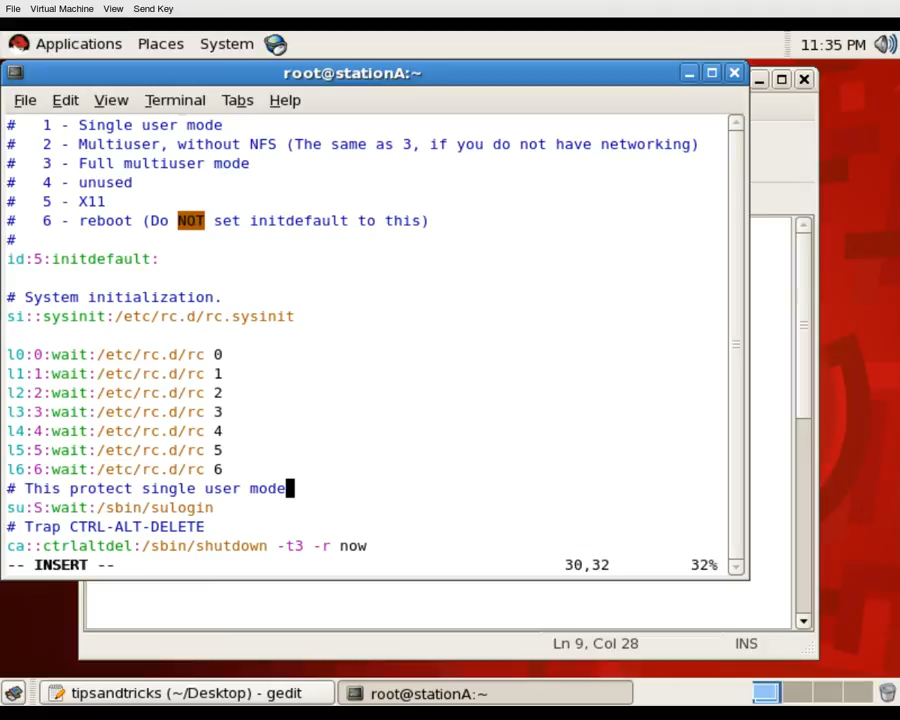 File Virtual Machine View Send Key
Applications Places System 11:35 PM
root@stationA:~
File Edit View Terminal Tabs Help
#   1 - Single user mode
#   2 - Multiuser, without NFS (The same as 3, if you do not have networking)
#   3 - Full multiuser mode
#   4 - unused
#   5 - X11
#   6 - reboot (Do NOT set initdefault to this)
#
id:5:initdefault:
# System initialization.
si::sysinit:/etc/rc.d/rc.sysinit
l0:0:wait:/etc/rc.d/rc 0
l1:1:wait:/etc/rc.d/rc 1
l2:2:wait:/etc/rc.d/rc 2
l3:3:wait:/etc/rc.d/rc 3
l4:4:wait:/etc/rc.d/rc 4
l5:5:wait:/etc/rc.d/rc 5
l6:6:wait:/etc/rc.d/rc 6
# This protect single user mode
su:S:wait:/sbin/sulogin
# Trap CTRL-ALT-DELETE
ca::ctrlaltdel:/sbin/shutdown -t3 -r now
-- INSERT -- 30,32 32%
Ln 9, Col 28 INS
tipsandtricks (~/Desktop) - gedit root@stationA:~